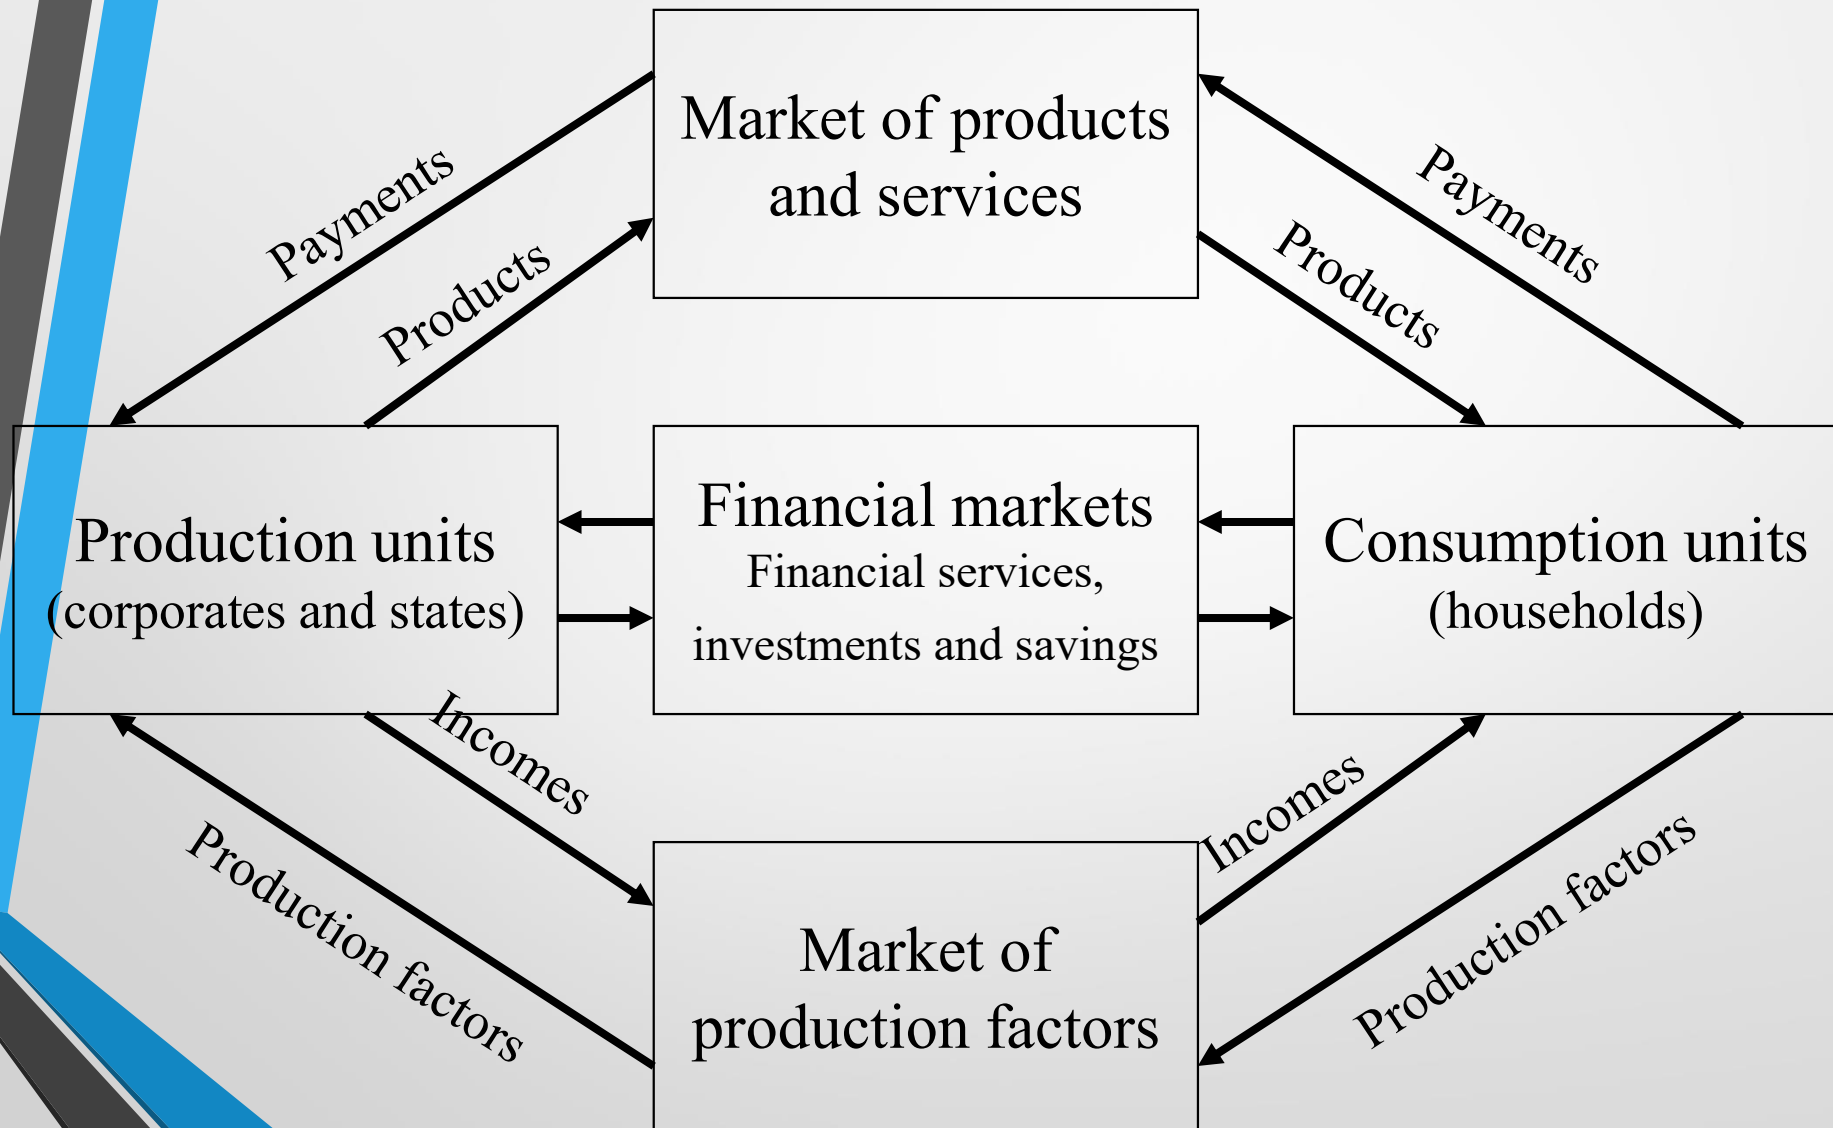 Market of products
and services
Payments
Products
Payments
Products
Production units
(corporates and states)
Financial markets
Financial services,
investments and savings
Consumption units
(households)
Incomes
Production factors
Incomes
Production factors
Market of
production factors